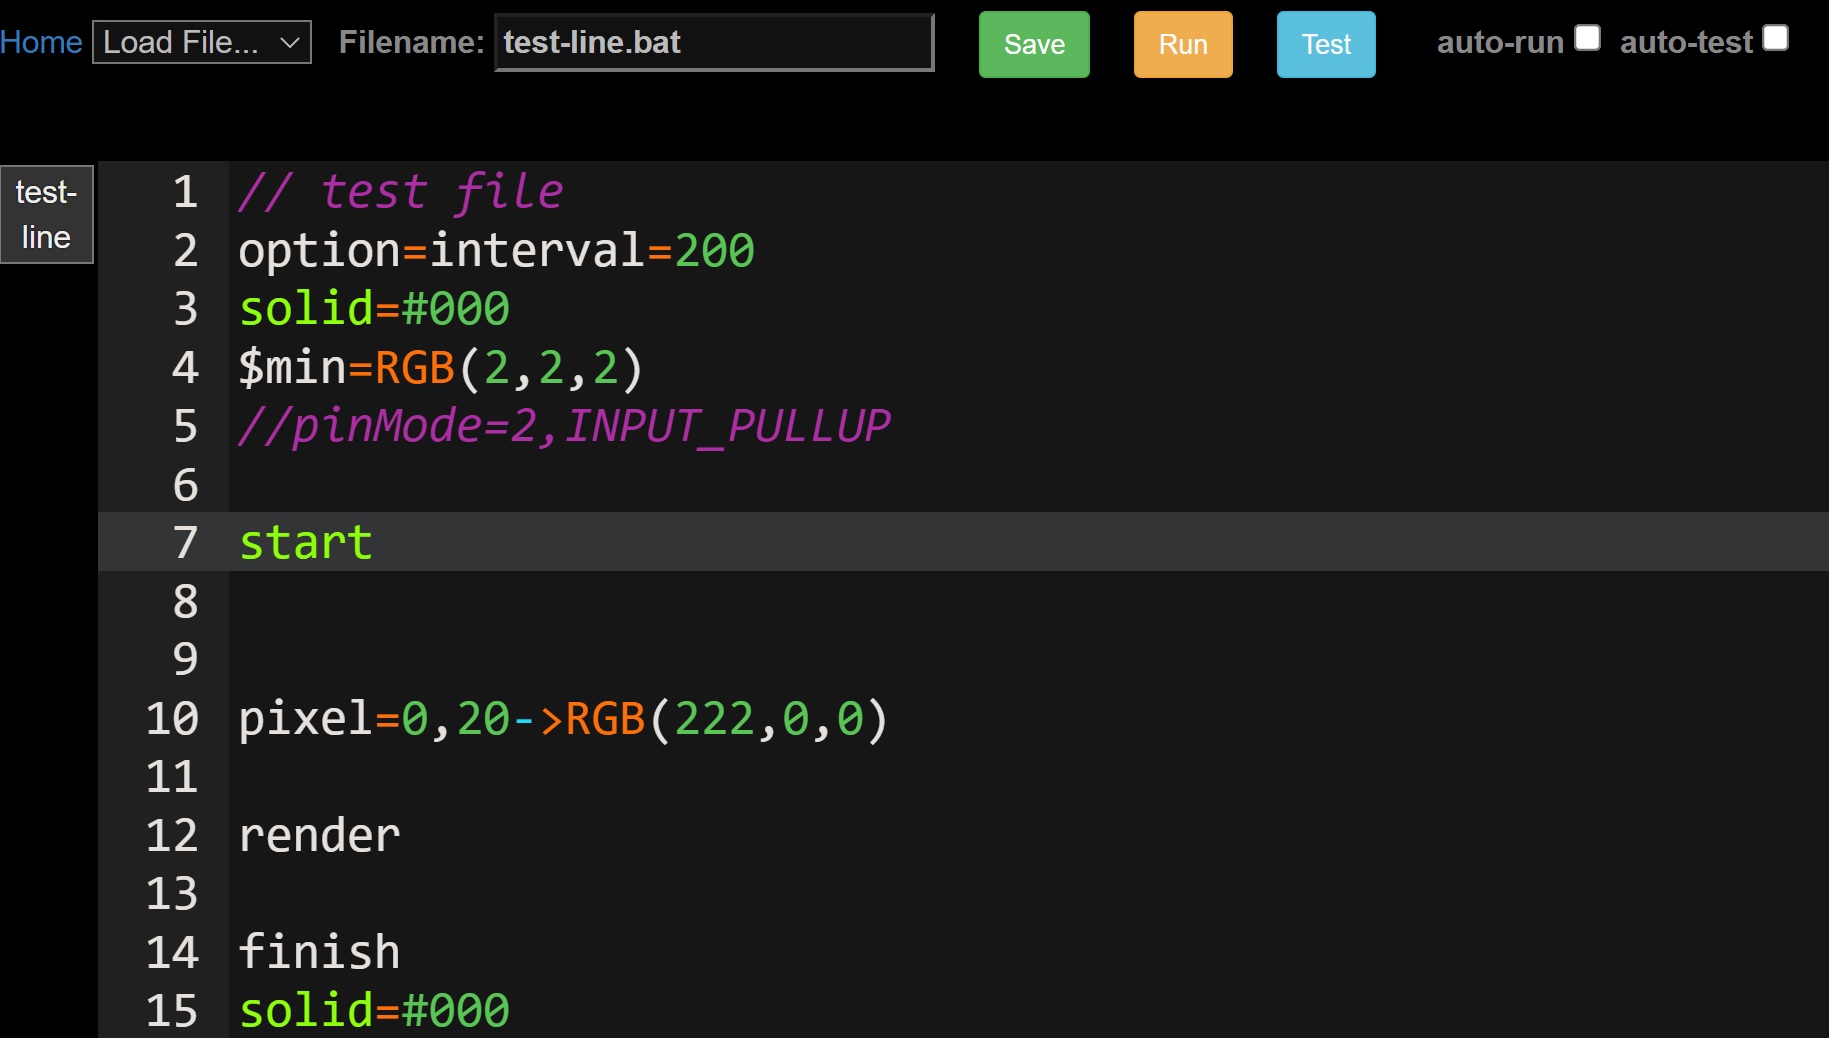 Home Load File... Filename: test-line.bat Save Run Test auto-run auto-test
test-
line
1 // test file
2 option=interval=200
3 solid=#000
4 $min=RGB(2,2,2)
5 //pinMode=2,INPUT_PULLUP
6
7 start
8
9
10 pixel=0,20->RGB(222,0,0)
11
12 render
13
14 finish
15 solid=#000